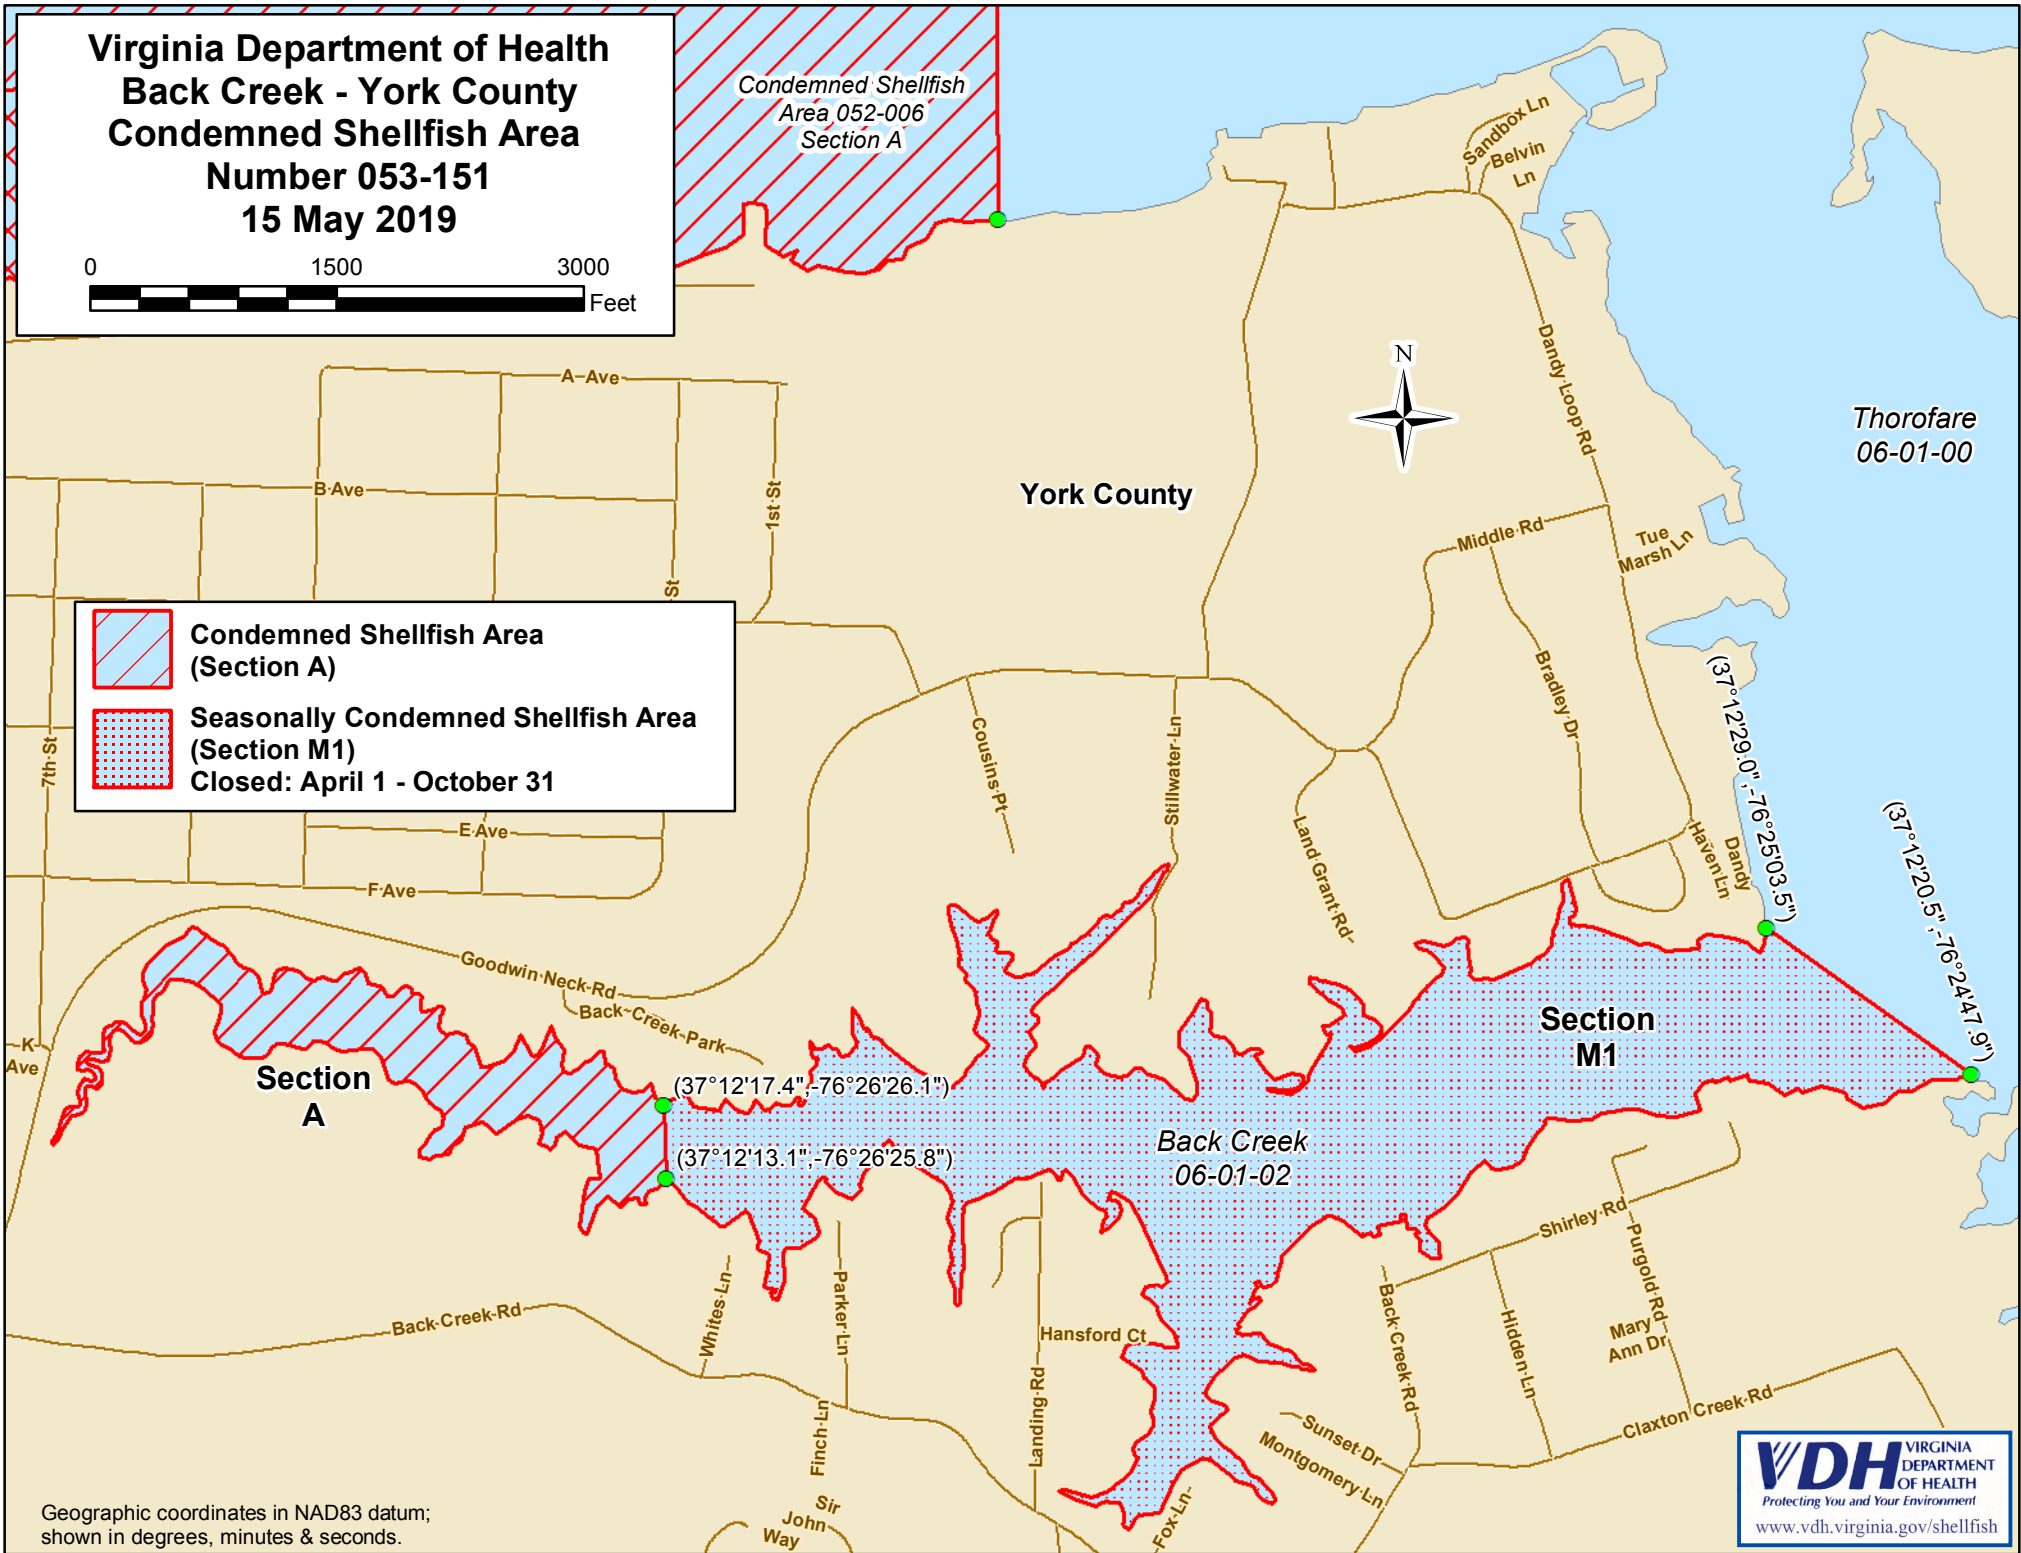 Virginia Department of Health
Back Creek - York County
Condemned Shellfish Area
Number 053-151
15 May 2019
0 1500 3000
Feet
Condemned Shellfish
Area 052-006
Section A
Sandbox Ln
Belvin
Ln
Dandy Loop Rd
N
Thorofare
06-01-00
A Ave
B Ave
1st St
St
York County
Middle Rd
Tue
Marsh Ln
Condemned Shellfish Area
(Section A)
Seasonally Condemned Shellfish Area
(Section M1)
Closed: April 1 - October 31
7th St
E Ave
F Ave
Cousins Pt
Stillwater Ln
Bradley Dr
Land Grant Rd
Dandy
Haven Ln
(37°12'29.0", -76°25'03.5")
(37°12'20.5", -76°24'47.9")
Goodwin Neck Rd
Back Creek Park
K
Ave
Section
A
(37°12'17.4",-76°26'26.1")
(37°12'13.1",-76°26'25.8")
Section
M1
Back Creek
06-01-02
Shirley Rd
Purgold Rd
Back Creek Rd
Whites Ln
Parker Ln
Hansford Ct
Landing Rd
Back Creek Rd
Hidden Ln
Mary
Ann Dr
Claxton Creek Rd
Finch Ln
Sunset Dr
Montgomery Ln
Fox Ln
Sir
John
Way
Geographic coordinates in NAD83 datum;
shown in degrees, minutes & seconds.
VDH
VIRGINIA
DEPARTMENT
OF HEALTH
Protecting You and Your Environment
www.vdh.virginia.gov/shellfish